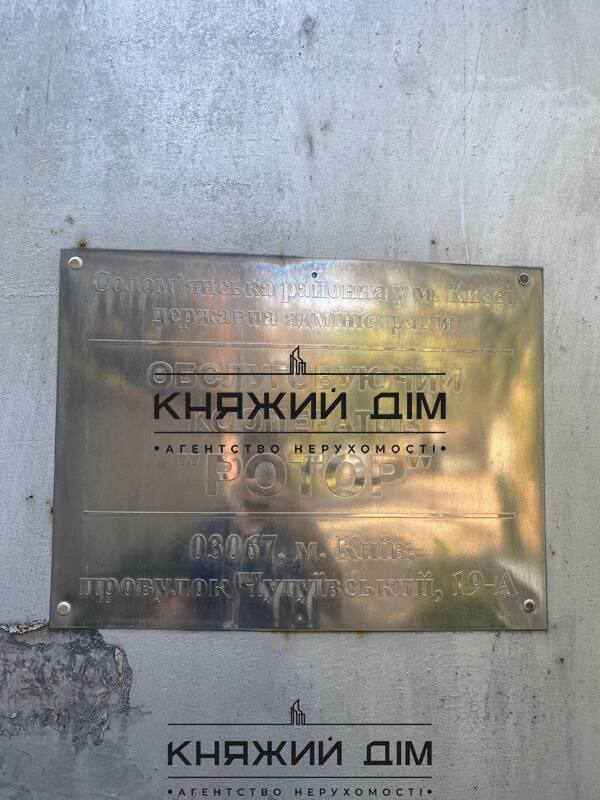 Солом'янська районна у м. Києві
державна адміністрація
ОБСЛУГОВУЮЧИЙ
КНЯЖИЙ ДІМ
КООПЕРАТИВ
•АГЕНТСТВО НЕРУХОМОСТІ•
"РОТОР"
03067, м. Київ,
провулок Чугуївський, 19-А
КНЯЖИЙ ДІМ
•АГЕНТСТВО НЕРУХОМОСТІ•